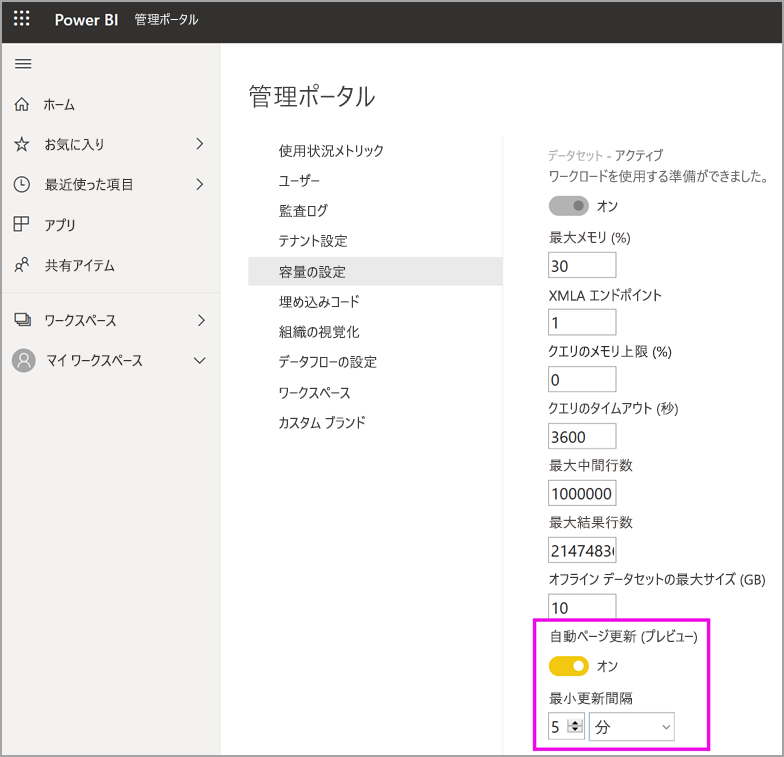 Power BI 管理ポータル
ホーム
お気に入り
最近使った項目
アプリ
共有アイテム
ワークスペース
マイ ワークスペース
管理ポータル
使用状況メトリック
ユーザー
監査ログ
テナント設定
容量の設定
埋め込みコード
組織の視覚化
データフローの設定
ワークスペース
カスタム ブランド
データセット - アクティブ
ワークロードを使用する準備ができました。
オン
最大メモリ (%)
30
XMLA エンドポイント
1
クエリのメモリ上限 (%)
0
クエリのタイムアウト (秒)
3600
最大中間行数
1000000
最大結果行数
2147483
オフライン データセットの最大サイズ (GB)
10
自動ページ更新 (プレビュー)
オン
最小更新間隔
5 分